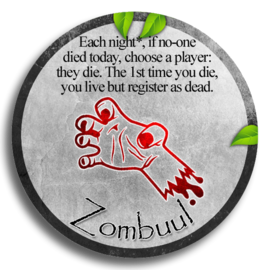 Each night*, if no-one
died today, choose a player:
they die. The 1st time you die,
you live but register as dead.
Zombuul